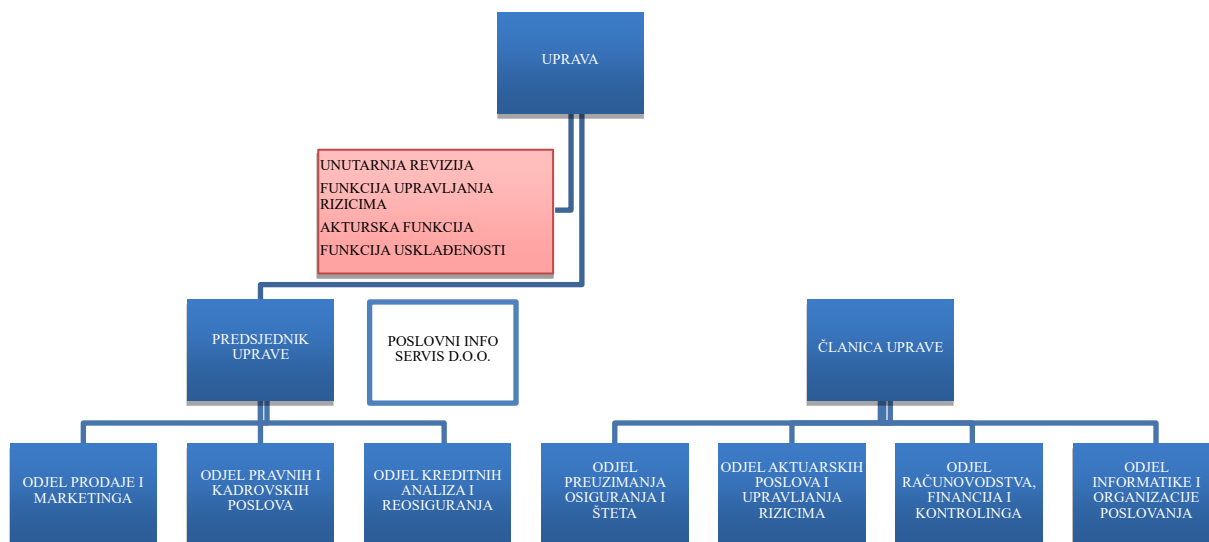 UPRAVA
UNUTARNJA REVIZIJA
FUNKCIJA UPRAVLJANJA
RIZICIMA
AKTURSKA FUNKCIJA
FUNKCIJA USKLAĐENOSTI
PREDSJEDNIK
UPRAVE
POSLOVNI INFO
SERVIS D.O.O.
ČLANICA UPRAVE
ODJEL PRODAJE I
MARKETINGA
ODJEL PRAVNIH I
KADROVSKIH
POSLOVA
ODJEL KREDITNIH
ANALIZA I
REOSIGURANJA
ODJEL
PREUZIMANJA
OSIGURANJA I
ŠTETA
ODJEL AKTUARSKIH
POSLOVA I
UPRAVLJANJA
RIZICIMA
ODJEL
RAČUNOVODSTVA,
FINANCIJA I
KONTROLINGA
ODJEL
INFORMATIKE I
ORGANIZACIJE
POSLOVANJA